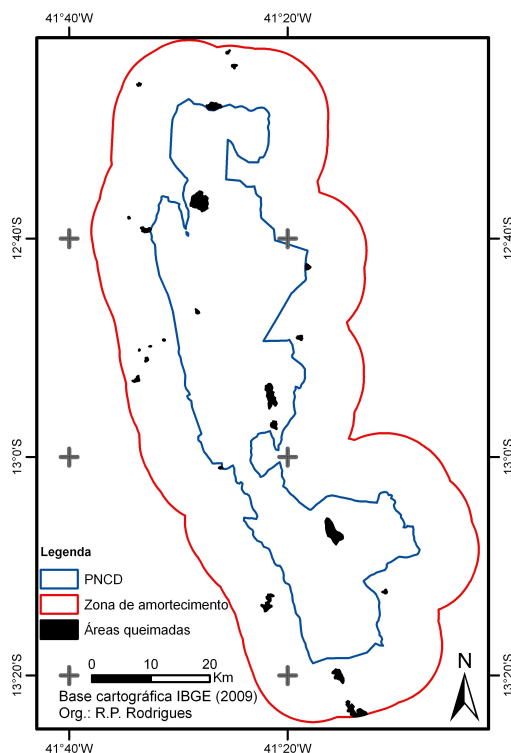 41°40'W 41°20'W
12°40'S 12°40'S
13°0'S 13°0'S
13°20'S 13°20'S
Legenda
PNCD
Zona de amortecimento
Áreas queimadas
0 10 20
Km
Base cartográfica IBGE (2009)
Org.: R.P. Rodrigues
N
41°40'W 41°20'W